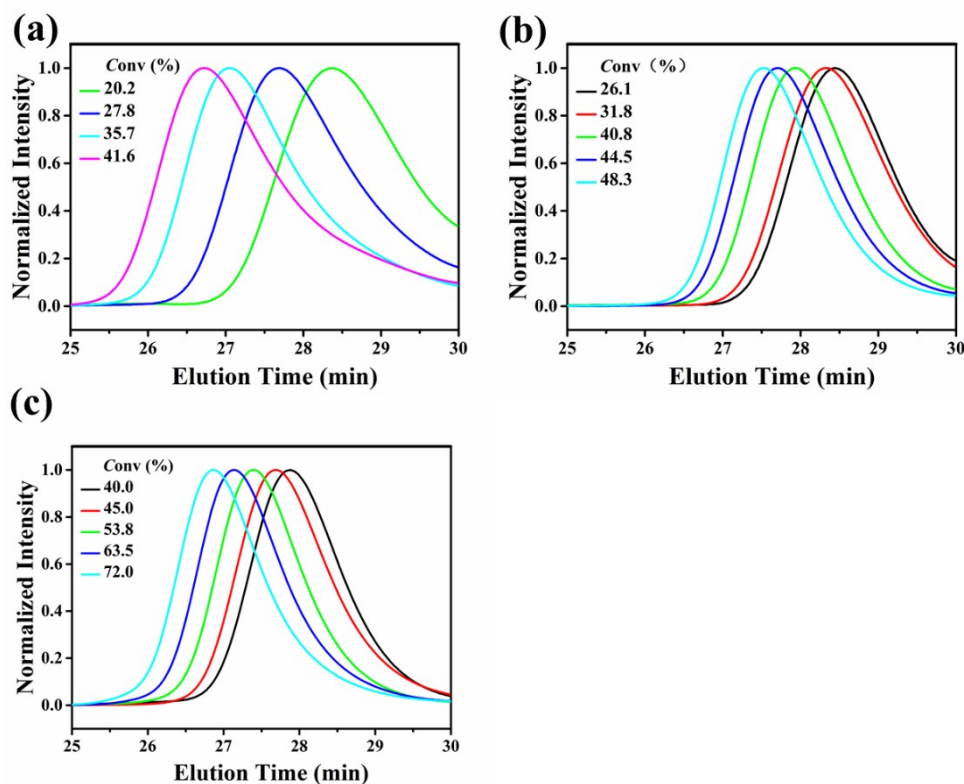 (a)
Conv (%)
20.2
27.8
35.7
41.6
Normalized Intensity
1.0
0.8
0.6
0.4
0.2
0.0
25 26 27 28 29 30
Elution Time (min)
(b)
Conv（%）
26.1
31.8
40.8
44.5
48.3
Normalized Intensity
1.0
0.8
0.6
0.4
0.2
0.0
25 26 27 28 29 30
Elution Time (min)
(c)
Conv (%)
40.0
45.0
53.8
63.5
72.0
Normalized Intensity
1.0
0.8
0.6
0.4
0.2
0.0
25 26 27 28 29 30
Elution Time (min)